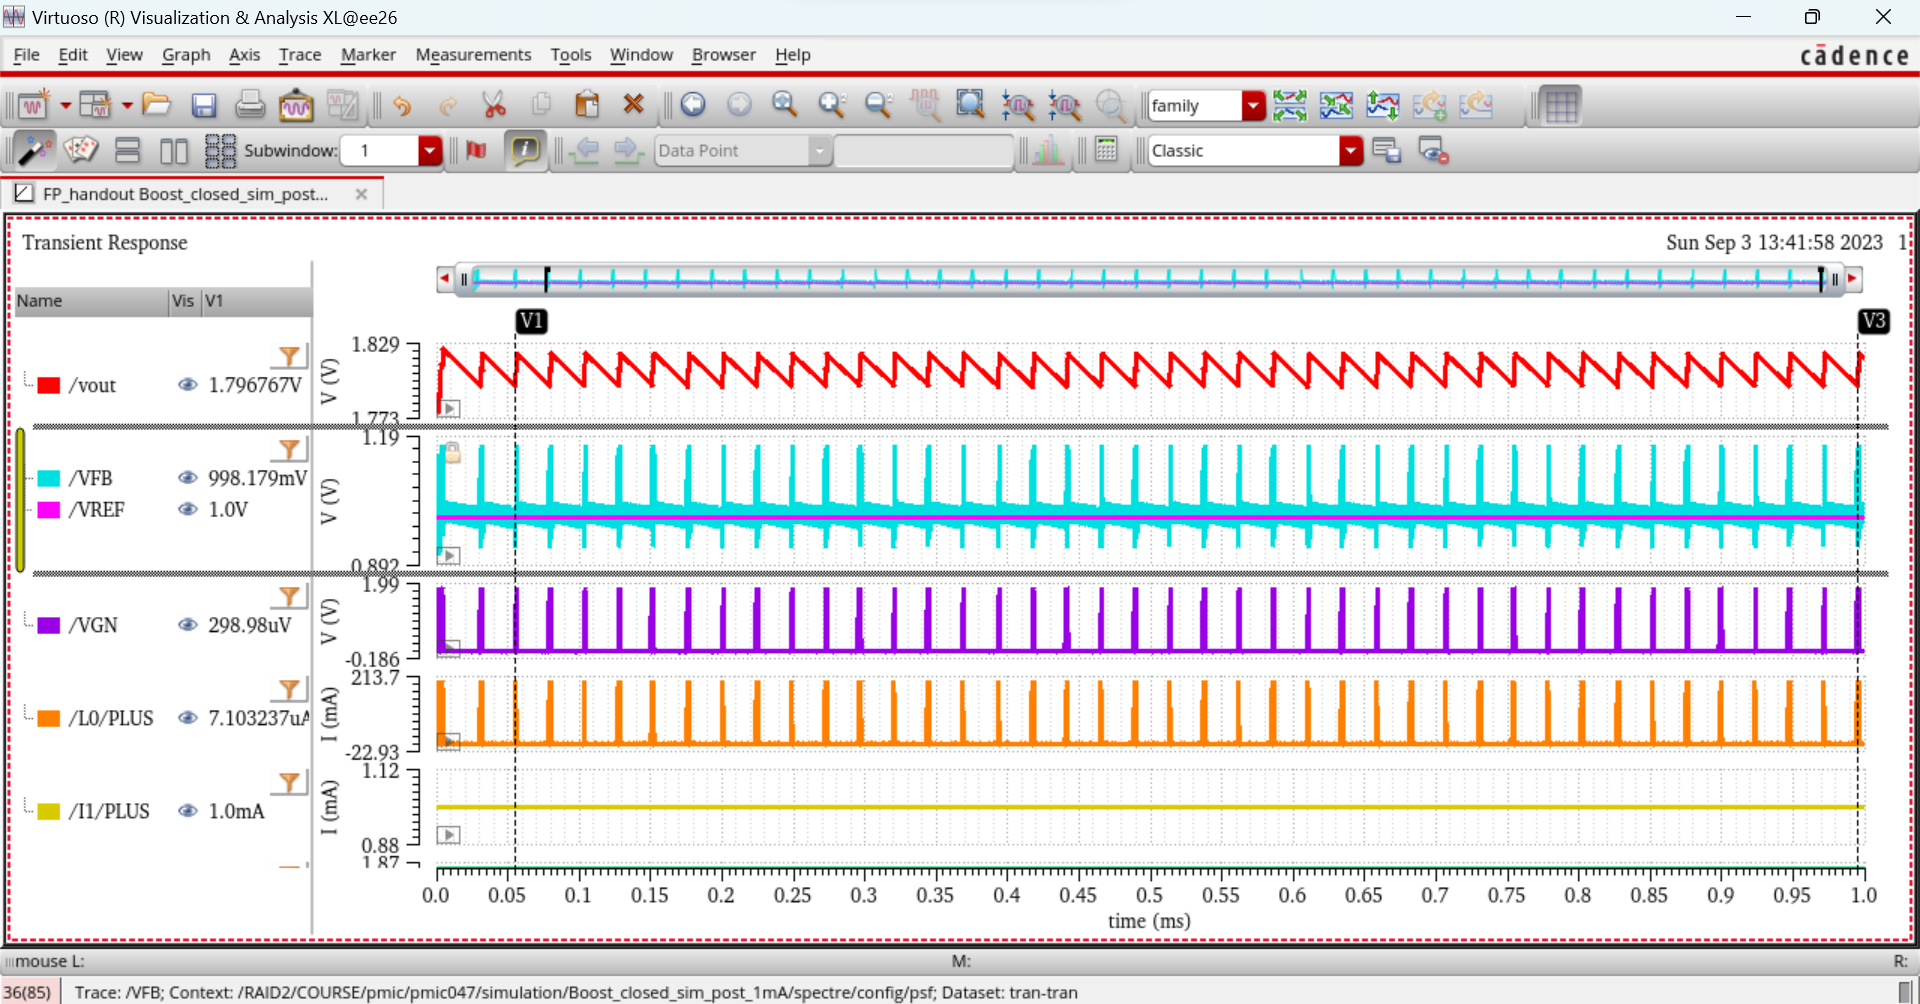 Virtuoso (R) Visualization & Analysis XL@ee26
File Edit View Graph Axis Trace Marker Measurements Tools Window Browser Help
cādence
family
Subwindow: 1
Data Point
Classic
FP_handout Boost_closed_sim_post...
Transient Response
Sun Sep 3 13:41:58 2023 1
Name Vis V1
V1
V3
/vout 1.796767V
V (V)
1.829
1.773
/VFB 998.179mV
/VREF 1.0V
V (V)
1.19
0.892
/VGN 298.98uV
V (V)
1.99
-0.186
/L0/PLUS 7.103237uA
I (mA)
213.7
-22.93
/I1/PLUS 1.0mA
I (mA)
1.12
0.88
1.87
0.0 0.05 0.1 0.15 0.2 0.25 0.3 0.35 0.4 0.45 0.5 0.55 0.6 0.65 0.7 0.75 0.8 0.85 0.9 0.95 1.0
time (ms)
mouse L: M: R:
36(85) Trace: /VFB; Context: /RAID2/COURSE/pmic/pmic047/simulation/Boost_closed_sim_post_1mA/spectre/config/psf; Dataset: tran-tran